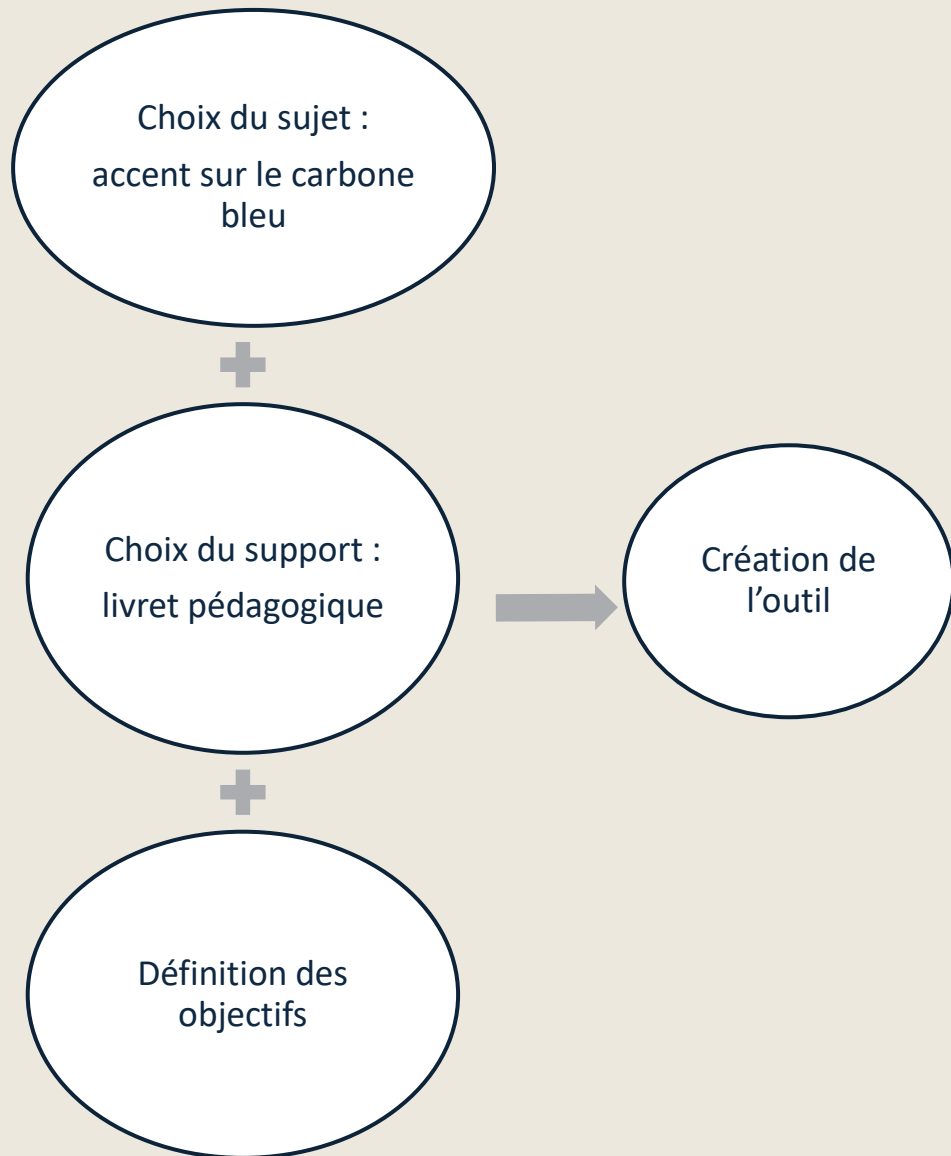 Choix du sujet :
accent sur le carbone
bleu
Choix du support :
livret pédagogique
Création de
l’outil
Définition des
objectifs